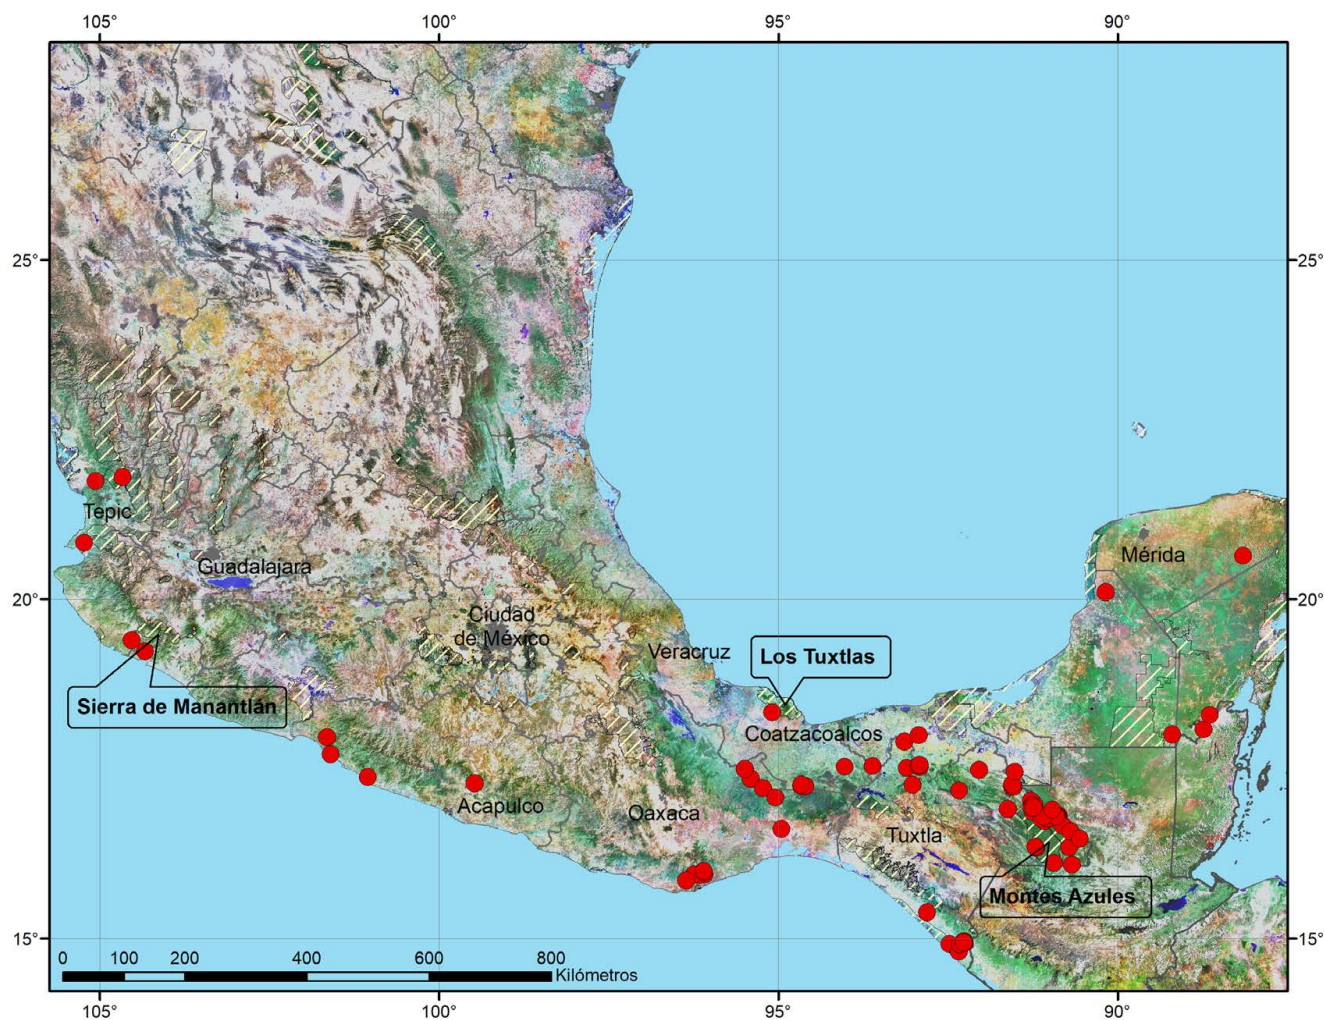 105° 100° 95° 90°
25° 25°
Tepic
Mérida
Guadalajara
20° 20°
Ciudad
de México
Veracruz
Los Tuxtlas
Sierra de Manantlán
Coatzacoalcos
Acapulco
Oaxaca
Tuxtla
Montes Azules
15° 15°
0 100 200 400 600 800
Kilómetros
105° 100° 95° 90°